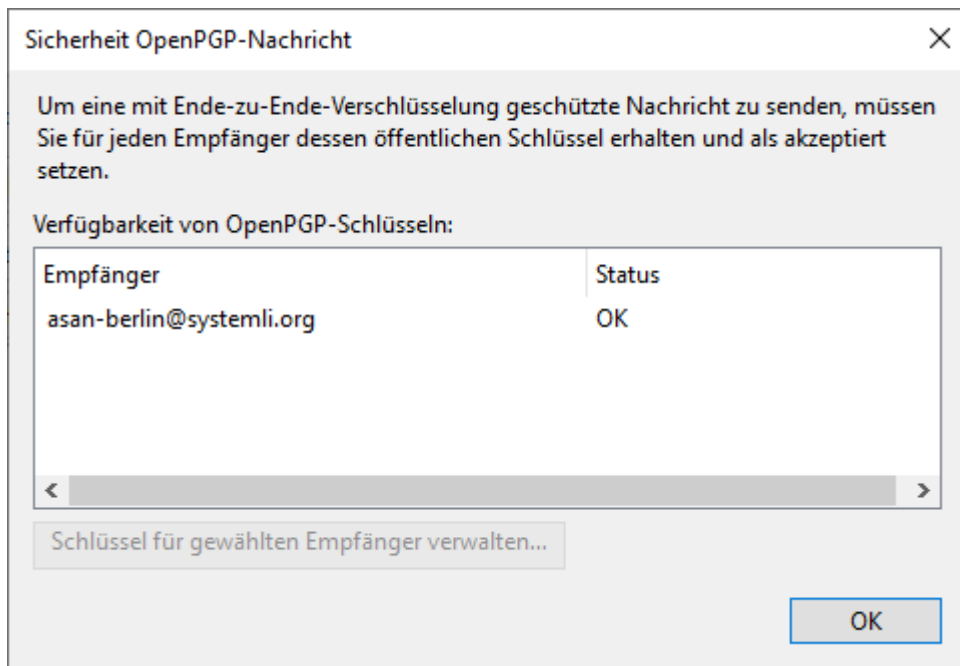 Sicherheit OpenPGP-Nachricht
Um eine mit Ende-zu-Ende-Verschlüsselung geschützte Nachricht zu senden, müssen
Sie für jeden Empfänger dessen öffentlichen Schlüssel erhalten und als akzeptiert
setzen.
Verfügbarkeit von OpenPGP-Schlüsseln:
Empfänger Status
asan-berlin@systemli.org OK
Schlüssel für gewählten Empfänger verwalten...
OK